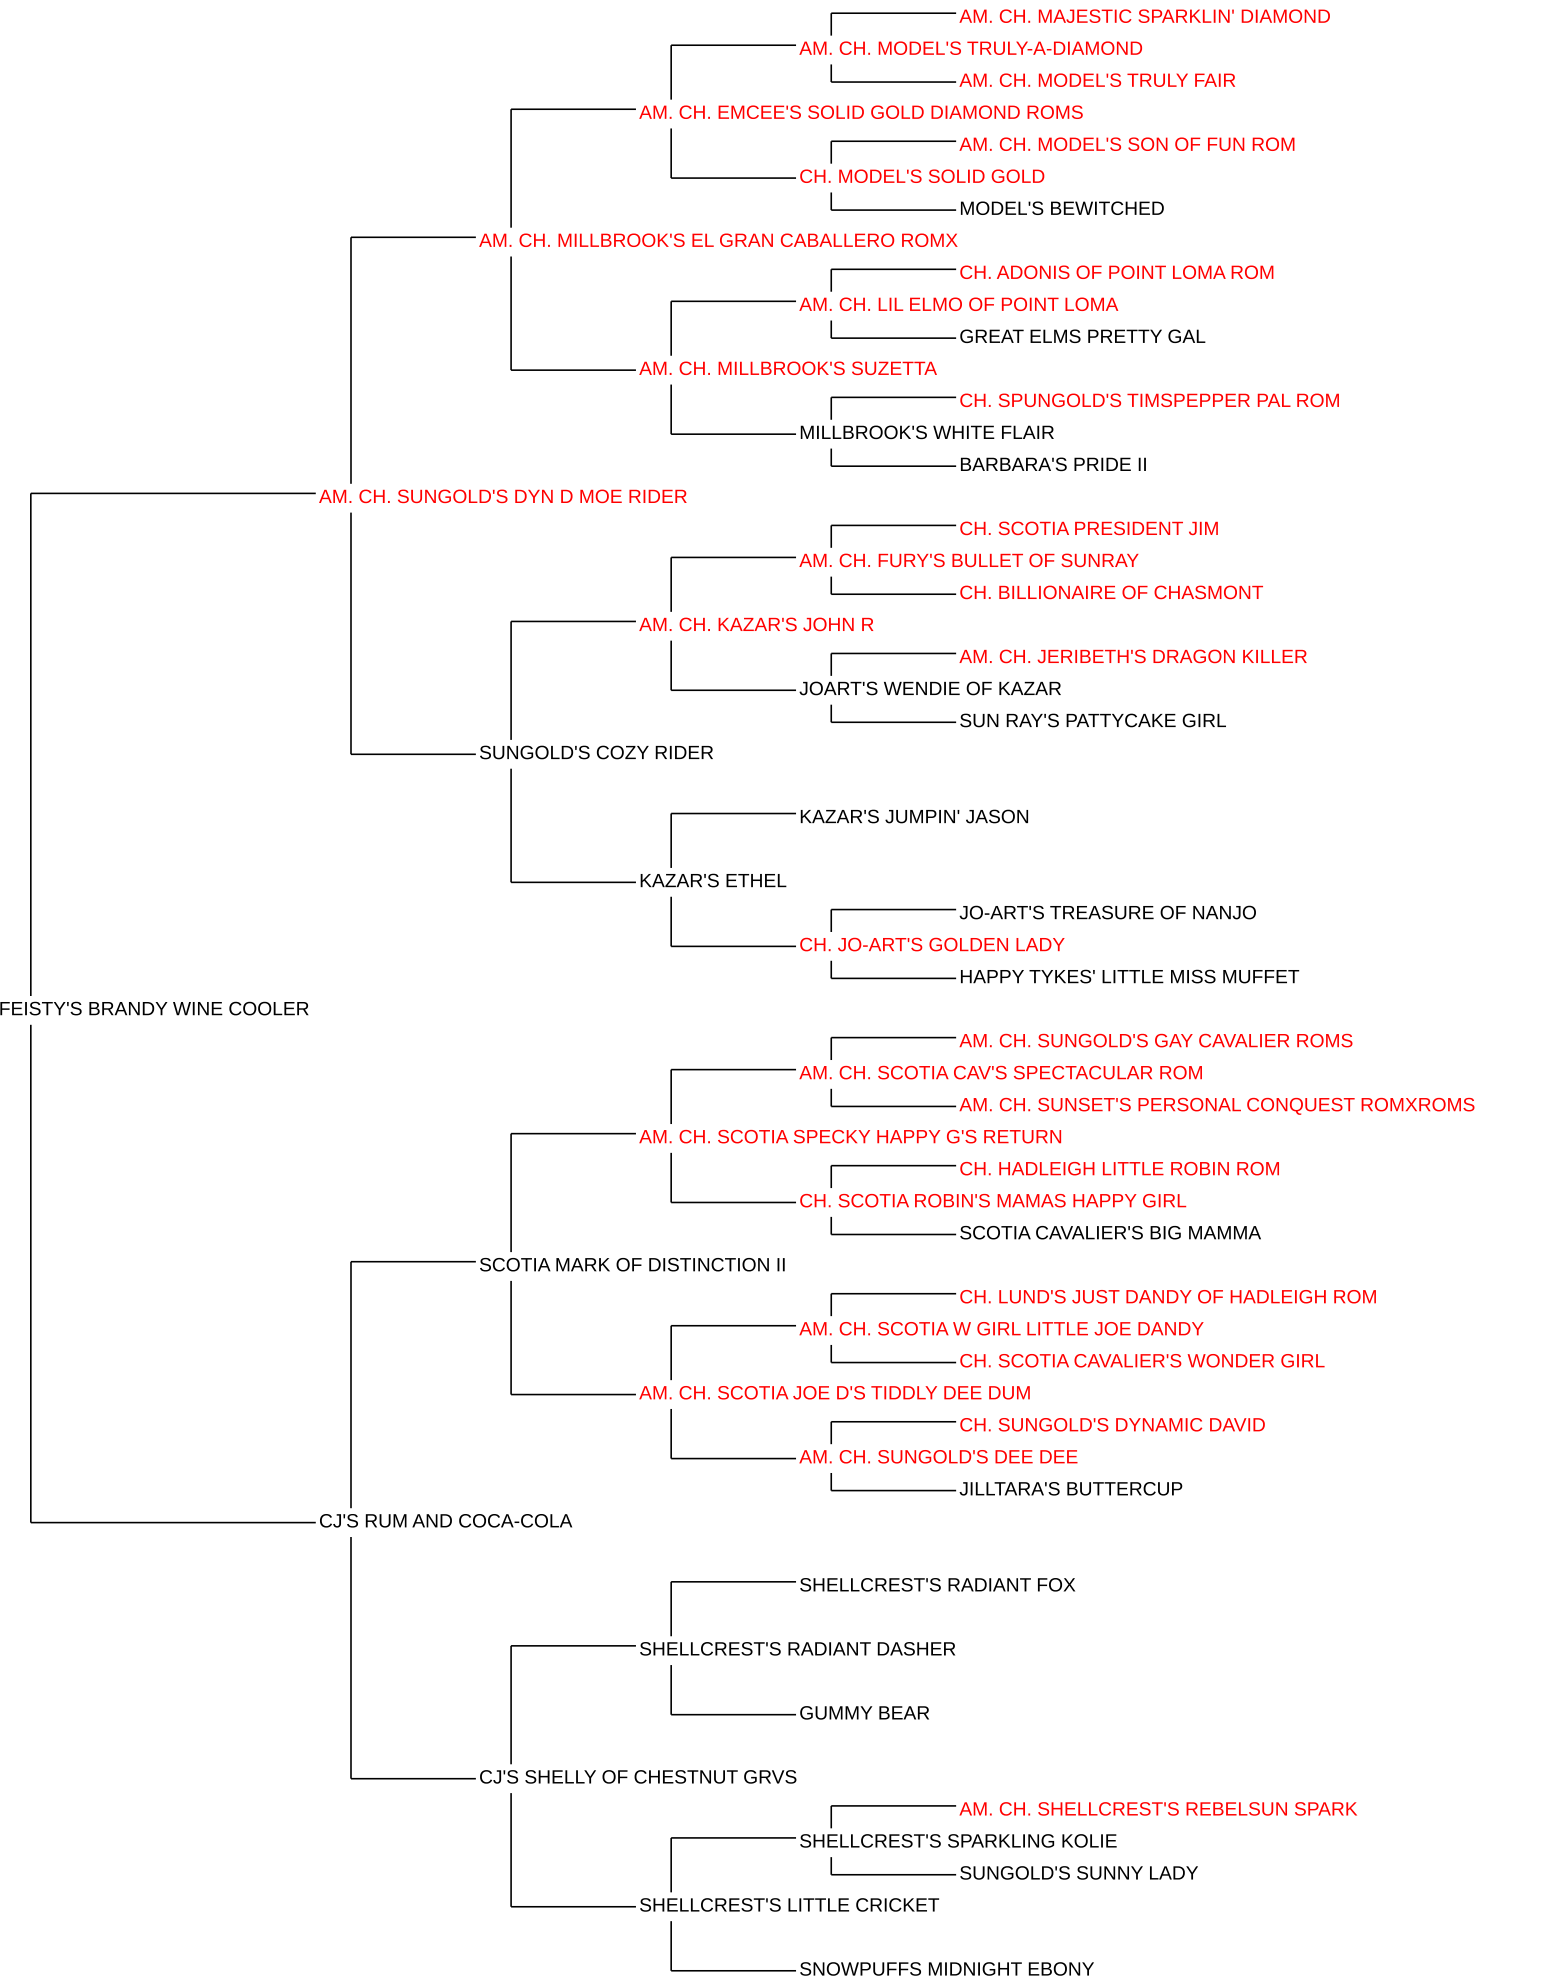 AM. CH. MAJESTIC SPARKLIN' DIAMOND
AM. CH. MODEL'S TRULY-A-DIAMOND
AM. CH. MODEL'S TRULY FAIR
AM. CH. EMCEE'S SOLID GOLD DIAMOND ROMS
AM. CH. MODEL'S SON OF FUN ROM
CH. MODEL'S SOLID GOLD
MODEL'S BEWITCHED
AM. CH. MILLBROOK'S EL GRAN CABALLERO ROMX
CH. ADONIS OF POINT LOMA ROM
AM. CH. LIL ELMO OF POINT LOMA
GREAT ELMS PRETTY GAL
AM. CH. MILLBROOK'S SUZETTA
CH. SPUNGOLD'S TIMSPEPPER PAL ROM
MILLBROOK'S WHITE FLAIR
BARBARA'S PRIDE II
AM. CH. SUNGOLD'S DYN D MOE RIDER
CH. SCOTIA PRESIDENT JIM
AM. CH. FURY'S BULLET OF SUNRAY
CH. BILLIONAIRE OF CHASMONT
AM. CH. KAZAR'S JOHN R
AM. CH. JERIBETH'S DRAGON KILLER
JOART'S WENDIE OF KAZAR
SUN RAY'S PATTYCAKE GIRL
SUNGOLD'S COZY RIDER
KAZAR'S JUMPIN' JASON
KAZAR'S ETHEL
JO-ART'S TREASURE OF NANJO
CH. JO-ART'S GOLDEN LADY
HAPPY TYKES' LITTLE MISS MUFFET
FEISTY'S BRANDY WINE COOLER
AM. CH. SUNGOLD'S GAY CAVALIER ROMS
AM. CH. SCOTIA CAV'S SPECTACULAR ROM
AM. CH. SUNSET'S PERSONAL CONQUEST ROMXROMS
AM. CH. SCOTIA SPECKY HAPPY G'S RETURN
CH. HADLEIGH LITTLE ROBIN ROM
CH. SCOTIA ROBIN'S MAMAS HAPPY GIRL
SCOTIA CAVALIER'S BIG MAMMA
SCOTIA MARK OF DISTINCTION II
CH. LUND'S JUST DANDY OF HADLEIGH ROM
AM. CH. SCOTIA W GIRL LITTLE JOE DANDY
CH. SCOTIA CAVALIER'S WONDER GIRL
AM. CH. SCOTIA JOE D'S TIDDLY DEE DUM
CH. SUNGOLD'S DYNAMIC DAVID
AM. CH. SUNGOLD'S DEE DEE
JILLTARA'S BUTTERCUP
CJ'S RUM AND COCA-COLA
SHELLCREST'S RADIANT FOX
SHELLCREST'S RADIANT DASHER
GUMMY BEAR
CJ'S SHELLY OF CHESTNUT GRVS
AM. CH. SHELLCREST'S REBELSUN SPARK
SHELLCREST'S SPARKLING KOLIE
SUNGOLD'S SUNNY LADY
SHELLCREST'S LITTLE CRICKET
SNOWPUFFS MIDNIGHT EBONY